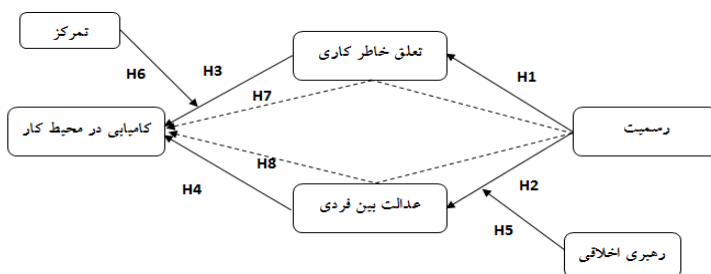 تمرکز
تعلق خاطر کاری
H6
H3
H1
H7
کامیابی در محیط کار
رسمیت
H8
H2
H4
عدالت بین فردی
H5
رهبری اخلاقی